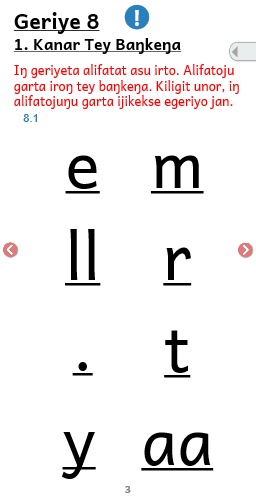 Geriye 8
1. Kanar Tey Baŋkeŋa
Iŋ geriyeta alifatat asu irto. Alifatoju
garta iroŋ tey baŋkeŋa. Kiligit unor, iŋ
alifatojuŋu garta ijikekse egeriyo jan.
8.1
e m
ll r
. t
y aa
3